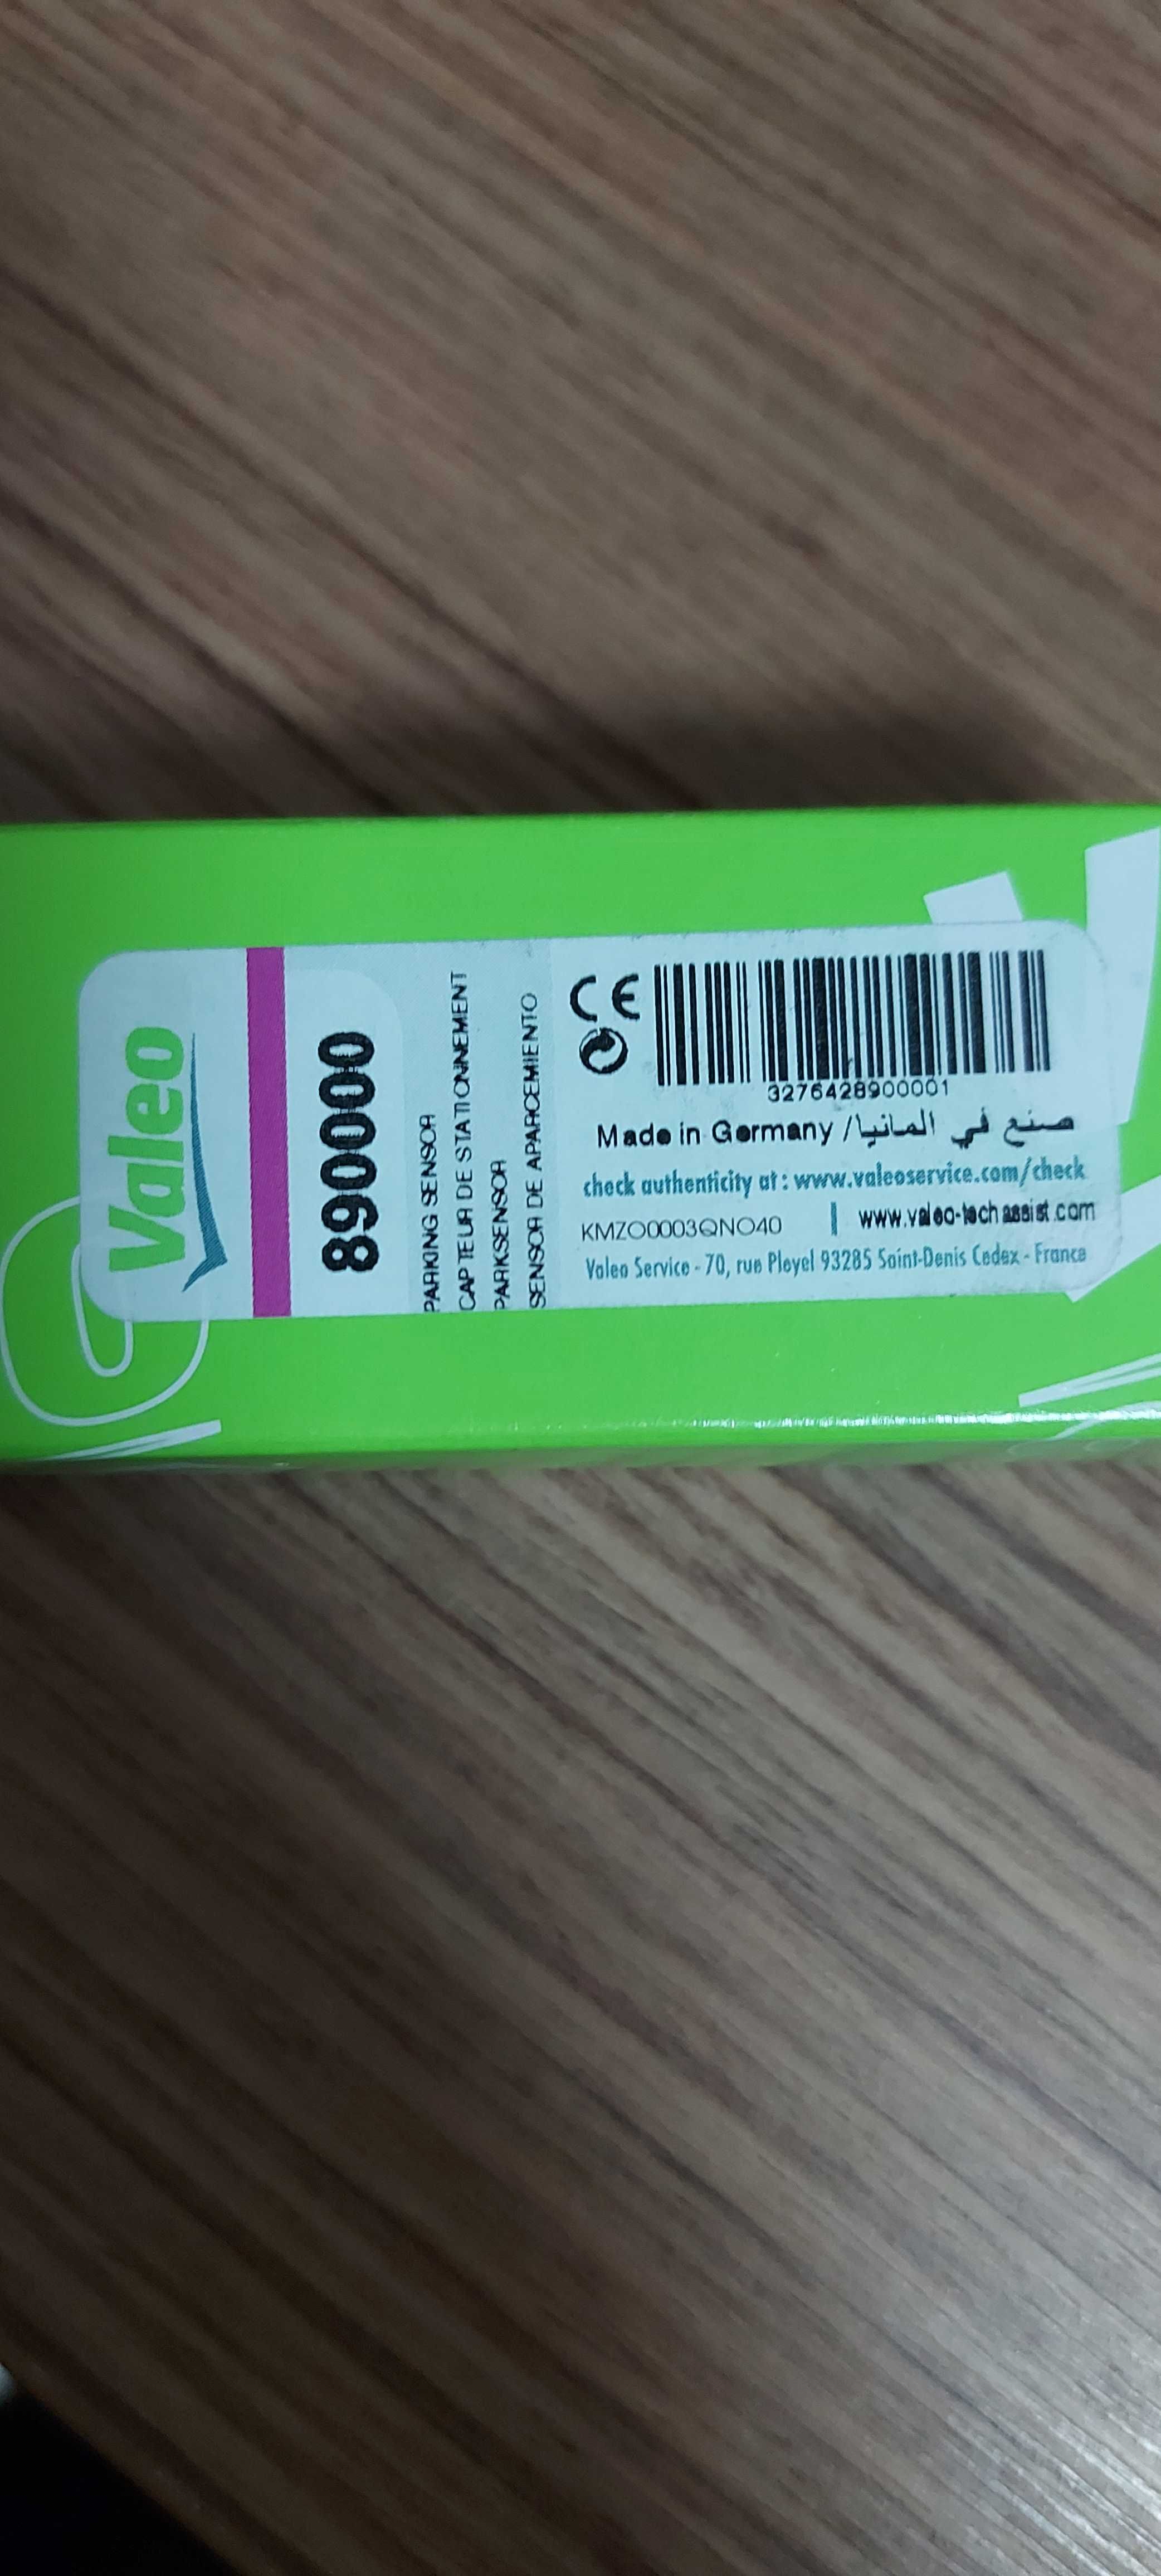 Valeo
890000
PARKING SENSOR
CAPTEUR DE STATIONNEMENT
PARKSENSOR
SENSOR DE APARCEMIENTO
CE
3276428900001
Made in Germany / صنع في المانيا
check authenticity at: www.valeoservice.com/check
KMZO0003QNO40 | www.valeo-techassist.com
Valeo Service - 70, rue Pleyel 93285 Saint-Denis Cedex - France